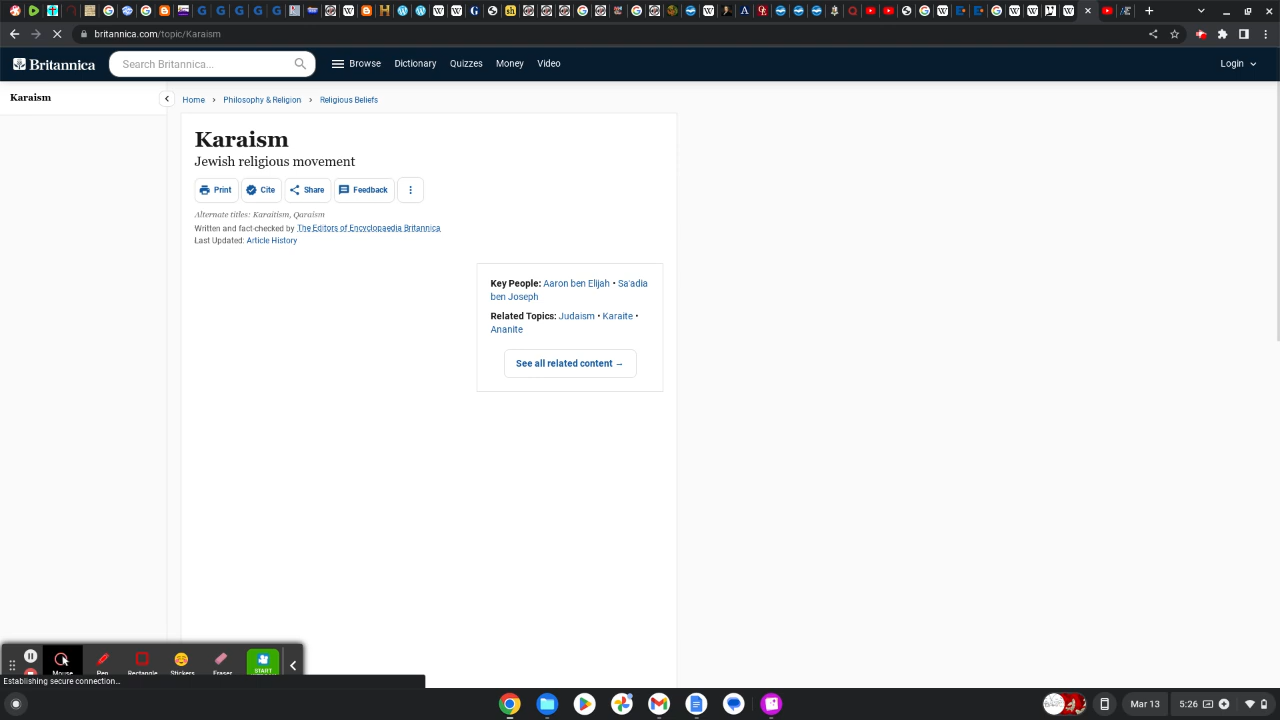 britannica.com/topic/Karaism
Britannica
Search Britannica...
Browse
Dictionary
Quizzes
Money
Video
Login
Karaism
Home
Philosophy & Religion
Religious Beliefs
Karaism
Jewish religious movement
Print
Cite
Share
Feedback
Alternate titles: Karaitism, Qaraism
Written and fact-checked by The Editors of Encyclopaedia Britannica
Last Updated: Article History
Key People: Aaron ben Elijah • Saʿadia
ben Joseph
Related Topics: Judaism • Karaite •
Ananite
See all related content →
Mouse
Pen
Rectangle
Stickers
Eraser
START
Establishing secure connection…
Mar 13
5:26